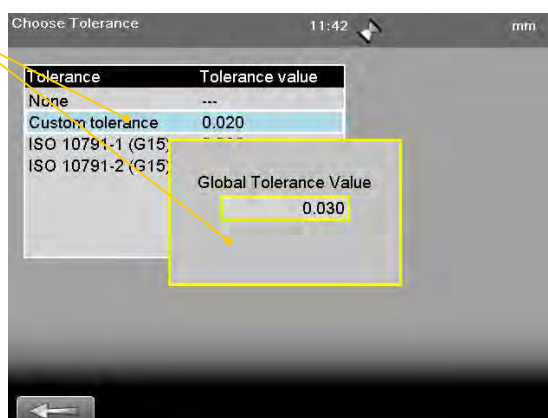 Choose Tolerance 11:42 mm
Tolerance Tolerance value
None ---
Custom tolerance 0.020
ISO 10791-1 (G15)
ISO 10791-2 (G15)
Global Tolerance Value
0.030